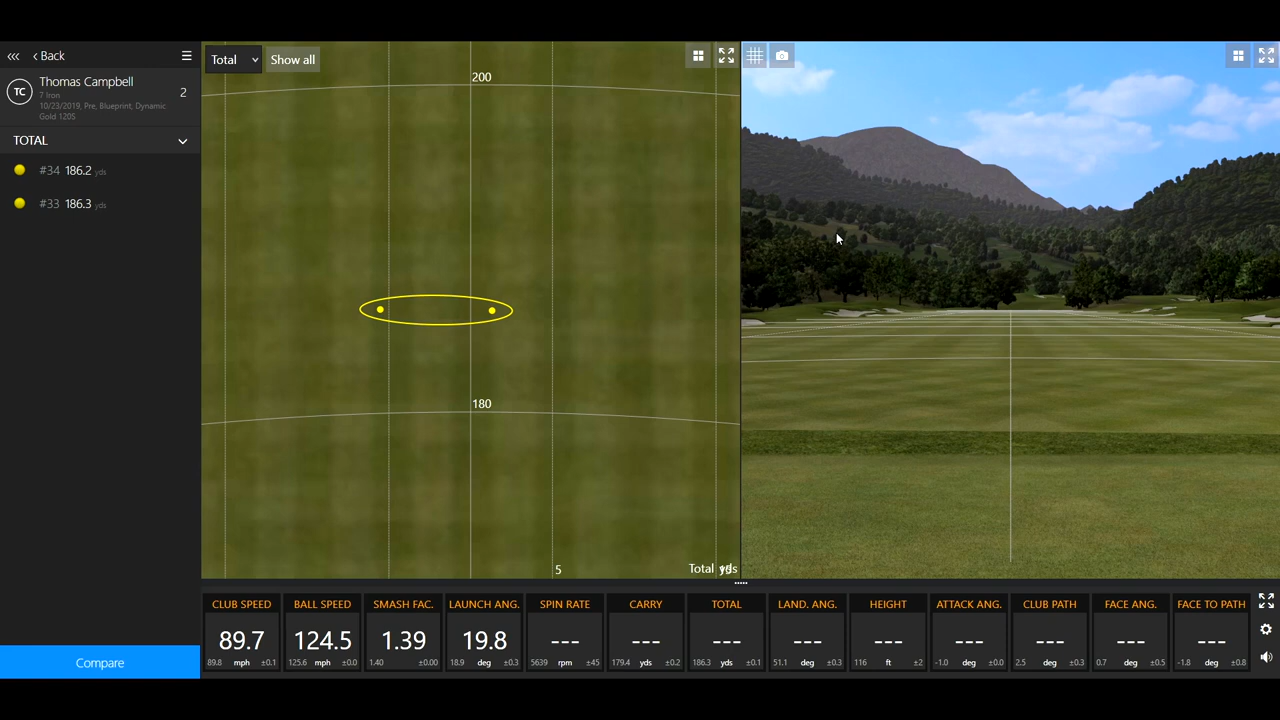 Back
TC
Thomas Campbell
7 Iron
10/23/2019, Pre, Blueprint, Dynamic
Gold 120S
2
TOTAL
#34 186.2 yds
#33 186.3 yds
Compare
Total
Show all
200
180
5
Total yds
CLUB SPEED
89.7
89.8 mph ±0.1
BALL SPEED
124.5
125.6 mph ±0.0
SMASH FAC.
1.39
1.40 ±0.00
LAUNCH ANG.
19.8
18.9 deg ±0.3
SPIN RATE
---
5639 rpm ±45
CARRY
---
179.4 yds ±0.2
TOTAL
---
186.3 yds ±0.1
LAND. ANG.
---
51.1 deg ±0.3
HEIGHT
---
116 ft ±2
ATTACK ANG.
---
-1.0 deg ±0.0
CLUB PATH
---
2.5 deg ±0.3
FACE ANG.
---
0.7 deg ±0.5
FACE TO PATH
---
-1.8 deg ±0.8